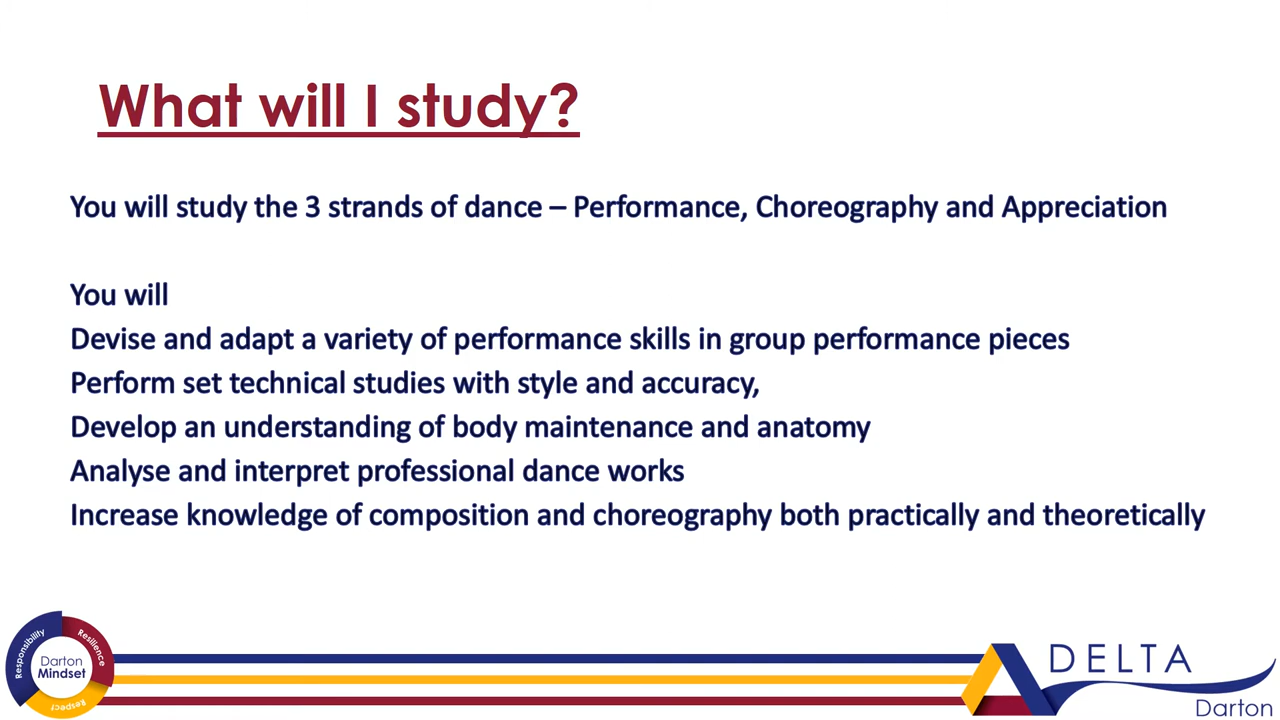 What will I study?
You will study the 3 strands of dance – Performance, Choreography and Appreciation
You will
Devise and adapt a variety of performance skills in group performance pieces
Perform set technical studies with style and accuracy,
Develop an understanding of body maintenance and anatomy
Analyse and interpret professional dance works
Increase knowledge of composition and choreography both practically and theoretically
Responsibility
Resilience
Darton
Mindset
Respect
DELTA
Darton